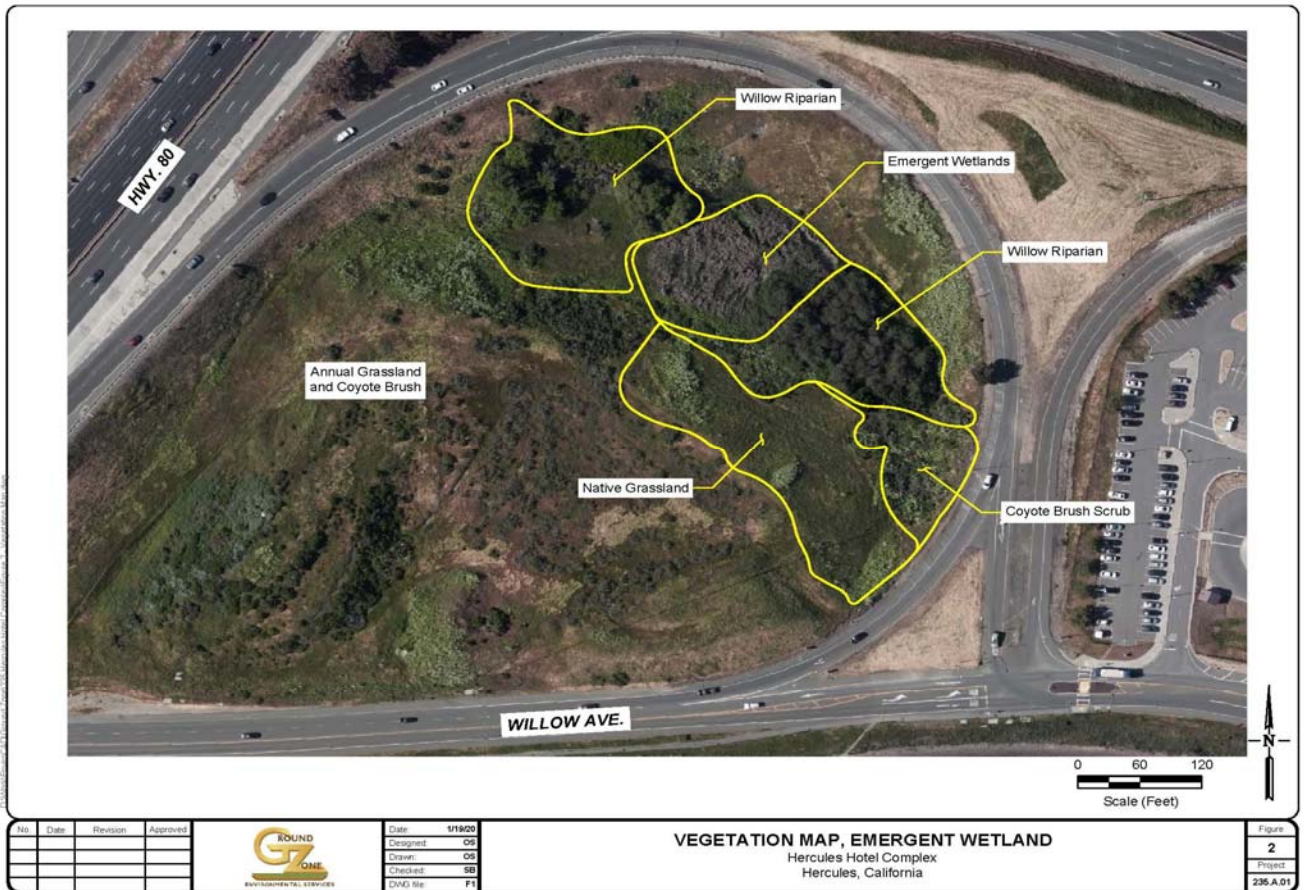 HWY. 80
Willow Riparian
Emergent Wetlands
Willow Riparian
Annual Grassland
and Coyote Brush
Native Grassland
Coyote Brush Scrub
WILLOW AVE.
N
0 60 120
Scale (Feet)
No. Date Revision Approved
GROUND
ZONE
ENVIRONMENTAL SERVICES
Date: 1/19/20
Designed: OS
Drawn: OS
Checked: SB
DWG file: F1
VEGETATION MAP, EMERGENT WETLAND
Hercules Hotel Complex
Hercules, California
Figure
2
Project
235.A.01